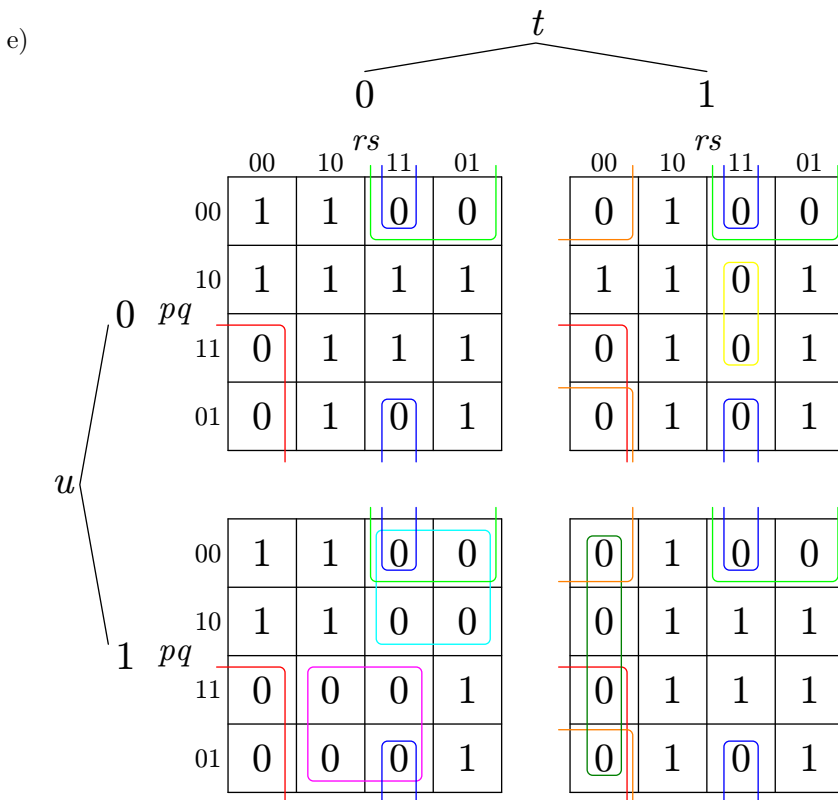 t
e)
0 1
rs rs
00 10 11 01 00 10 11 01
00 1 1 0 0 0 1 0 0
10 1 1 1 1 1 1 0 1
0 pq
11 0 1 1 1 0 1 0 1
01 0 1 0 1 0 1 0 1
u
00 1 1 0 0 0 1 0 0
10 1 1 0 0 0 1 1 1
1 pq
11 0 0 0 1 0 1 1 1
01 0 0 0 1 0 1 0 1